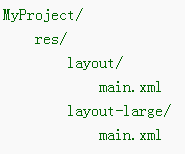 MyProject/
    res/
        layout/
            main.xml
        layout-large/
            main.xml